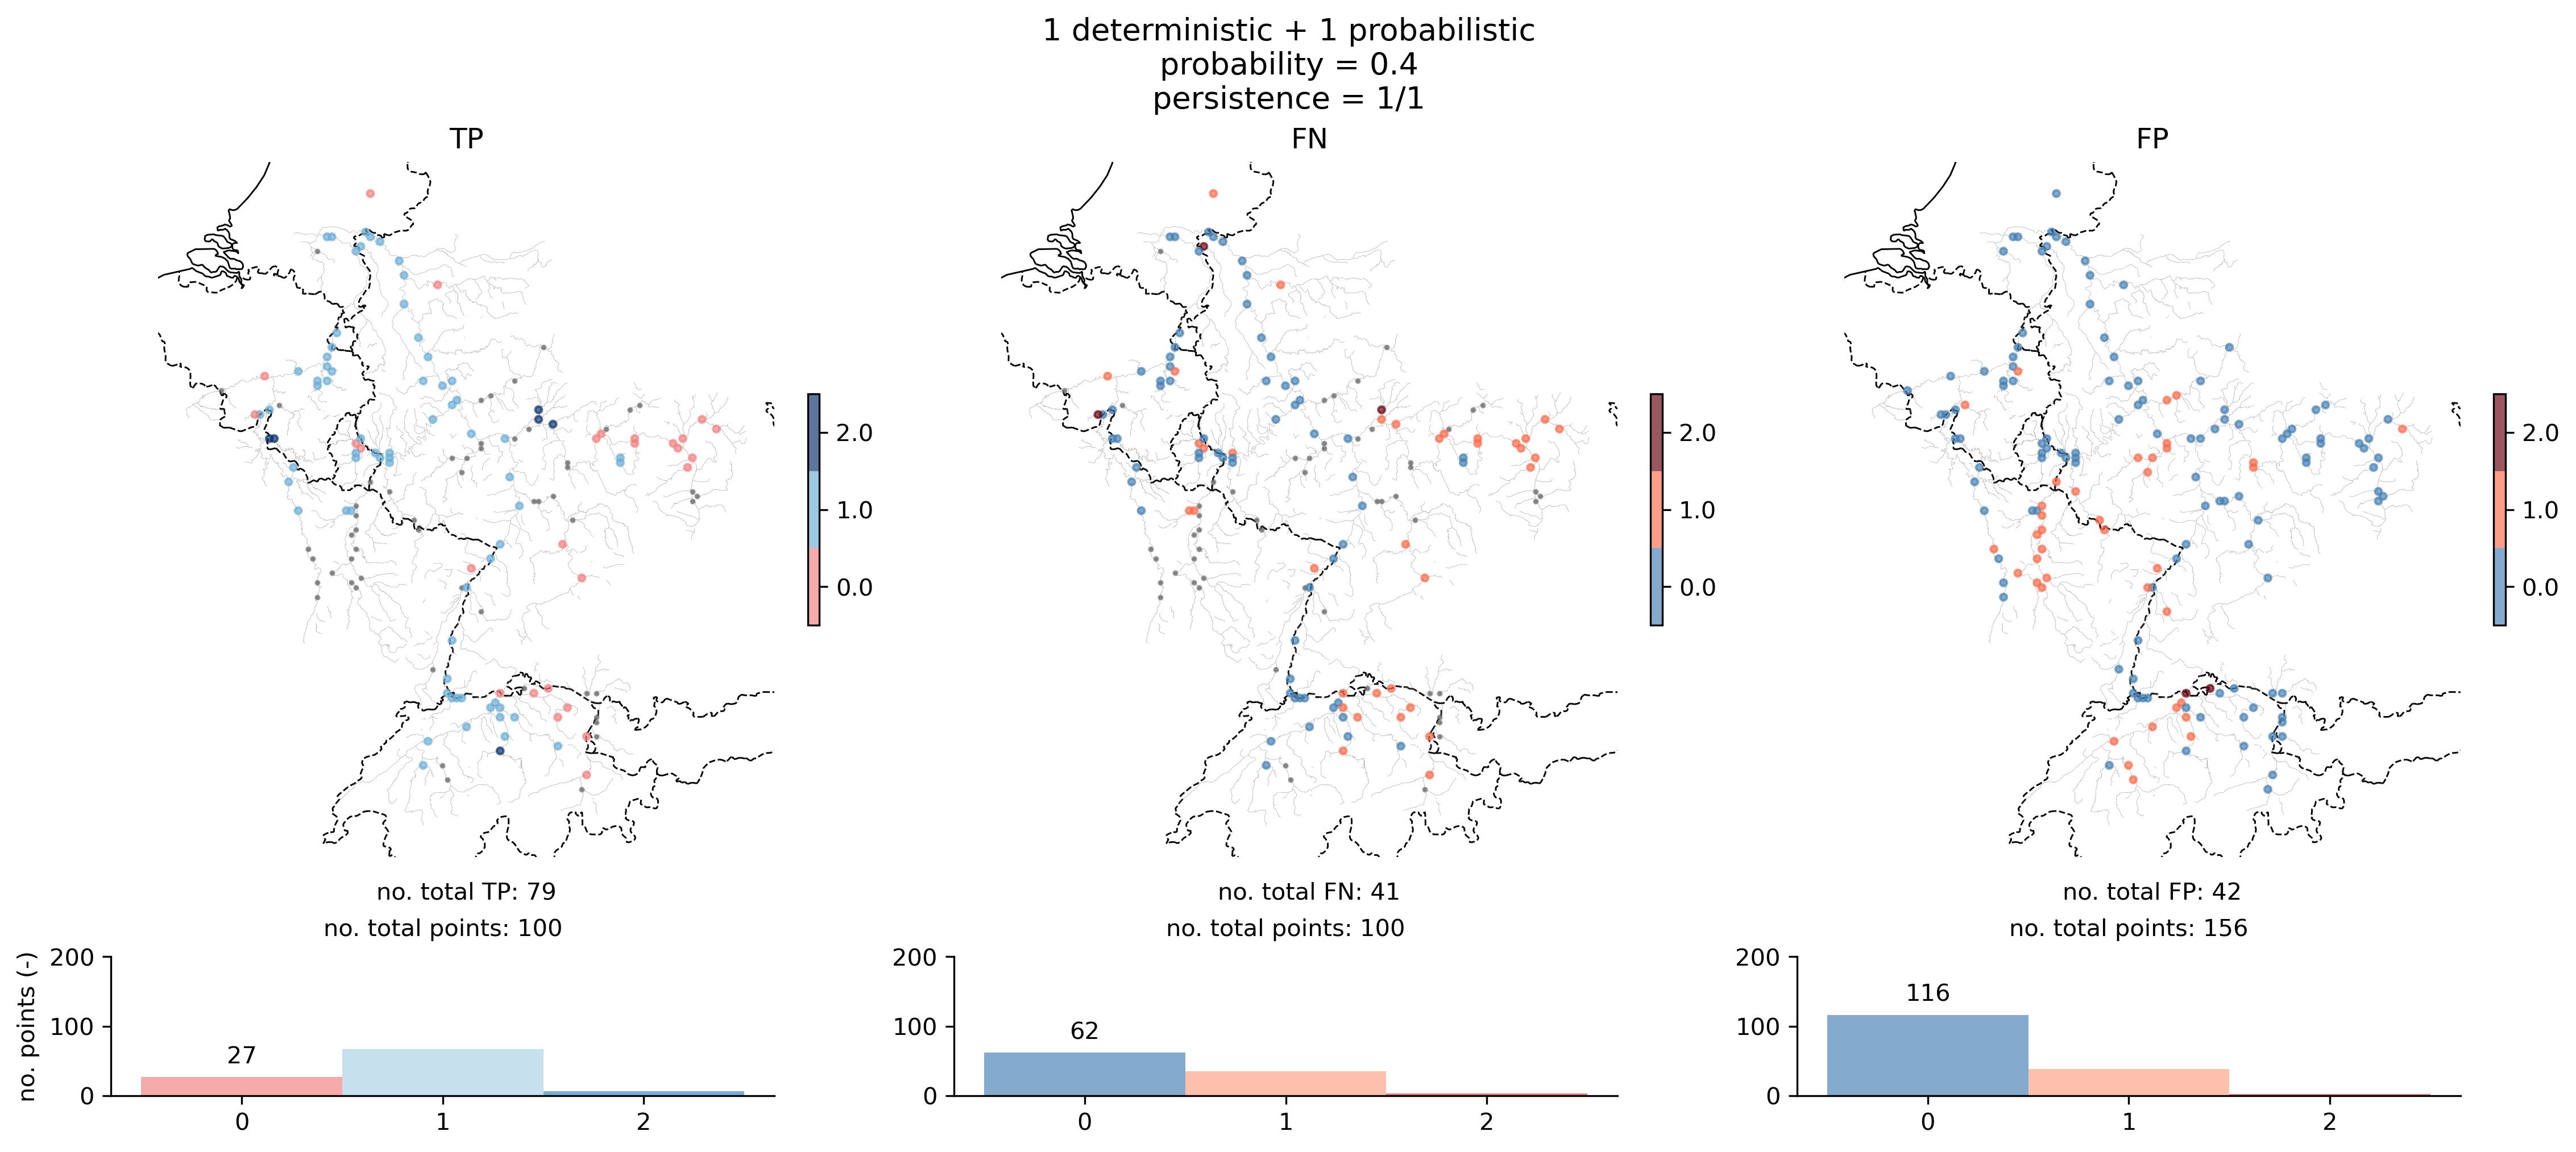 1 deterministic + 1 probabilistic
probability = 0.4
persistence = 1/1
TP
FN
FP
2.0
1.0
0.0
2.0
1.0
0.0
2.0
1.0
0.0
no. total TP: 79
no. total points: 100
no. total FN: 41
no. total points: 100
no. total FP: 42
no. total points: 156
no. points (-)
200
100
0
27
0
1
2
200
100
0
62
0
1
2
200
100
0
116
0
1
2